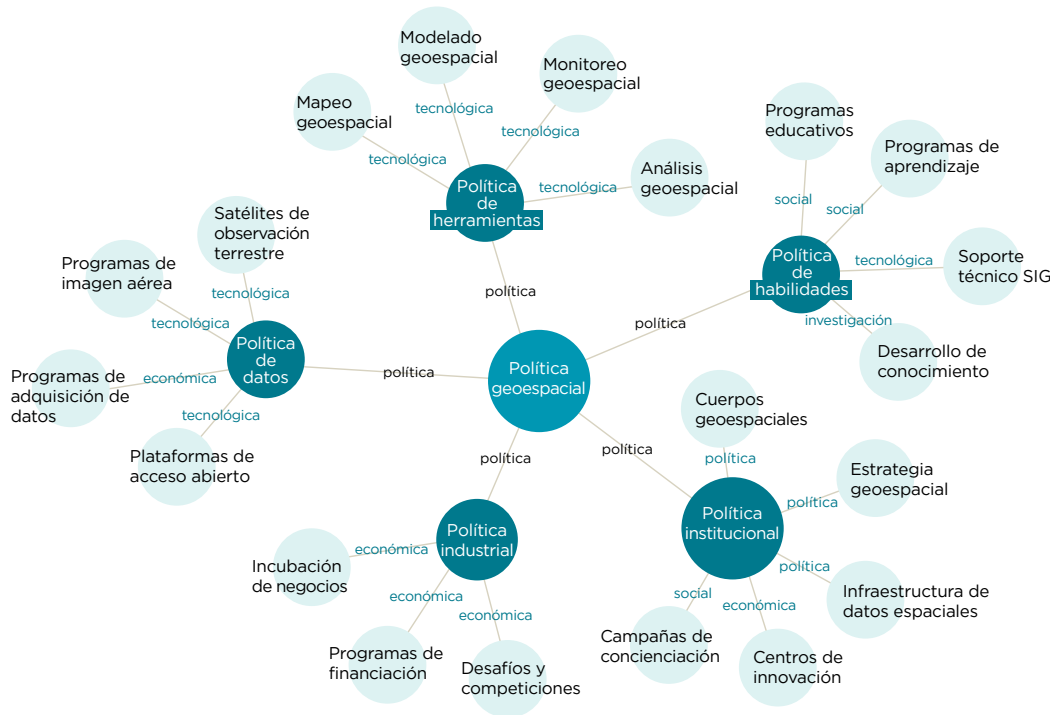 Modelado
geoespacial
Monitoreo
geoespacial
Mapeo
geoespacial
tecnológica
tecnológica
tecnológica
tecnológica
Análisis
geoespacial
Política
de
herramientas
Programas
educativos
Programas de
aprendizaje
social
social
tecnológica
Soporte
técnico SIG
Política
de
habilidades
investigación
Desarrollo de
conocimiento
Satélites de
observación
terrestre
Programas de
imagen aérea
tecnológica
tecnológica
Política
de
datos
económica
Programas de
adquisición de
datos
tecnológica
Plataformas de
acceso abierto
política
política
política
Política
geoespacial
política
política
Cuerpos
geoespaciales
política
Estrategia
geoespacial
política
Política
institucional
política
Infraestructura de
datos espaciales
social
económica
Campañas de
concienciación
Centros de
innovación
Política
industrial
económica
Incubación
de negocios
económica
económica
Programas de
financiación
Desafíos y
competiciones